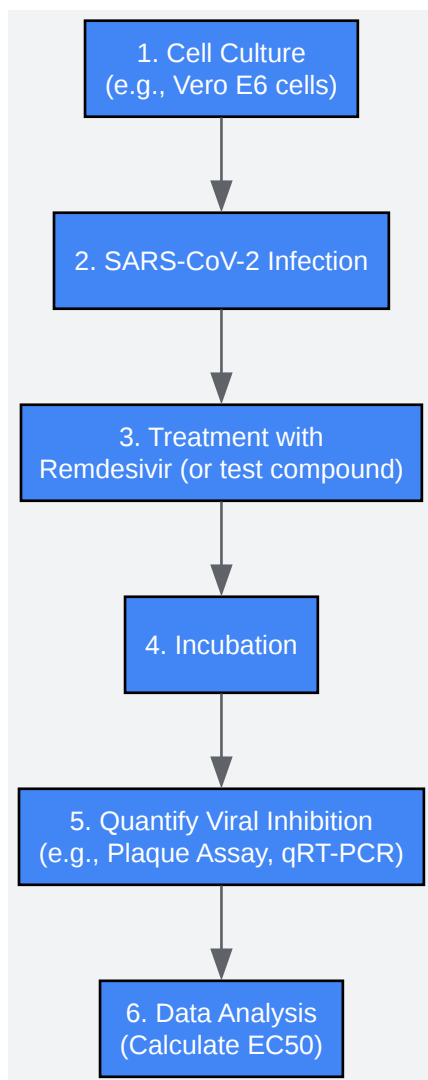 1. Cell Culture
(e.g., Vero E6 cells)
2. SARS-CoV-2 Infection
3. Treatment with
Remdesivir (or test compound)
4. Incubation
5. Quantify Viral Inhibition
(e.g., Plaque Assay, qRT-PCR)
6. Data Analysis
(Calculate EC50)